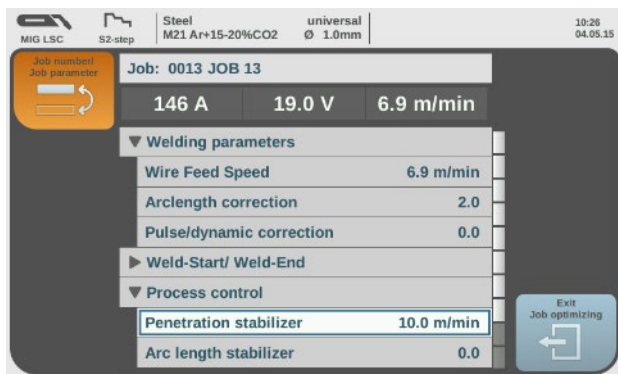 Steel universal 10:26
MIG LSC S2-step M21 Ar+15-20%CO2 Ø 1.0mm 04.05.15
Job number/
Job parameter
Job: 0013 JOB 13
146 A 19.0 V 6.9 m/min
Welding parameters
Wire Feed Speed 6.9 m/min
Arclength correction 2.0
Pulse/dynamic correction 0.0
Weld-Start/ Weld-End
Process control
Penetration stabilizer 10.0 m/min
Arc length stabilizer 0.0
Exit
Job optimizing